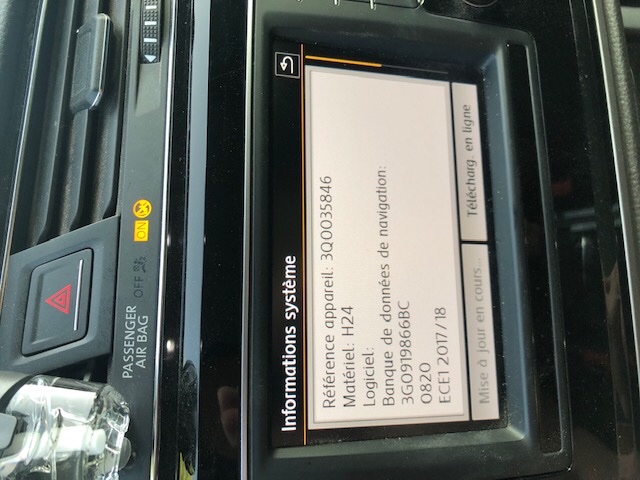 PASSENGER
AIR BAG
OFF
ON
Informations système
Référence appareil: 3Q0035846
Matériel: H24
Logiciel:
Banque de données de navigation:
3G0919866BC
0820
ECE1 2017/18
Mise à jour en cours...
Télécharg. en ligne